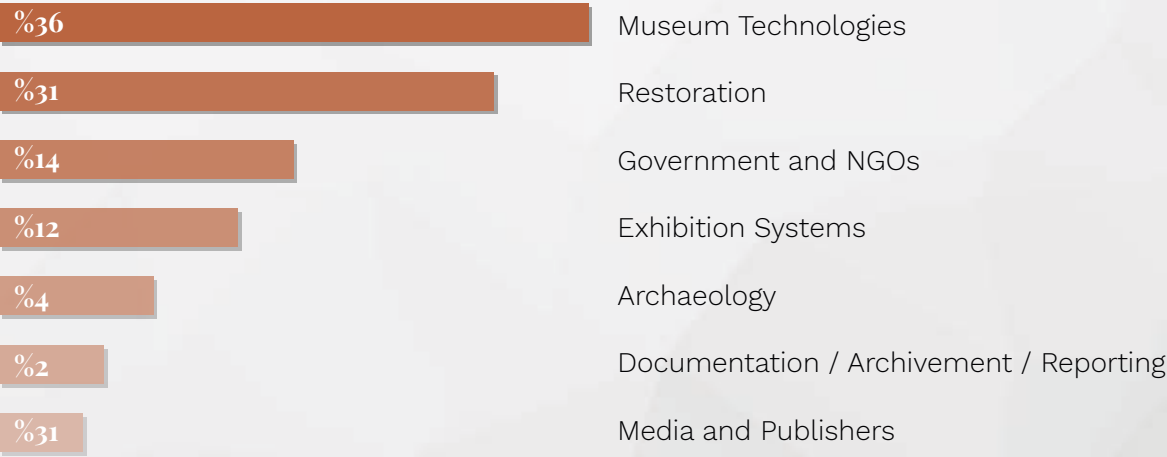 %36 Museum Technologies
%31 Restoration
%14 Government and NGOs
%12 Exhibition Systems
%4 Archaeology
%2 Documentation / Archivement / Reporting
%31 Media and Publishers